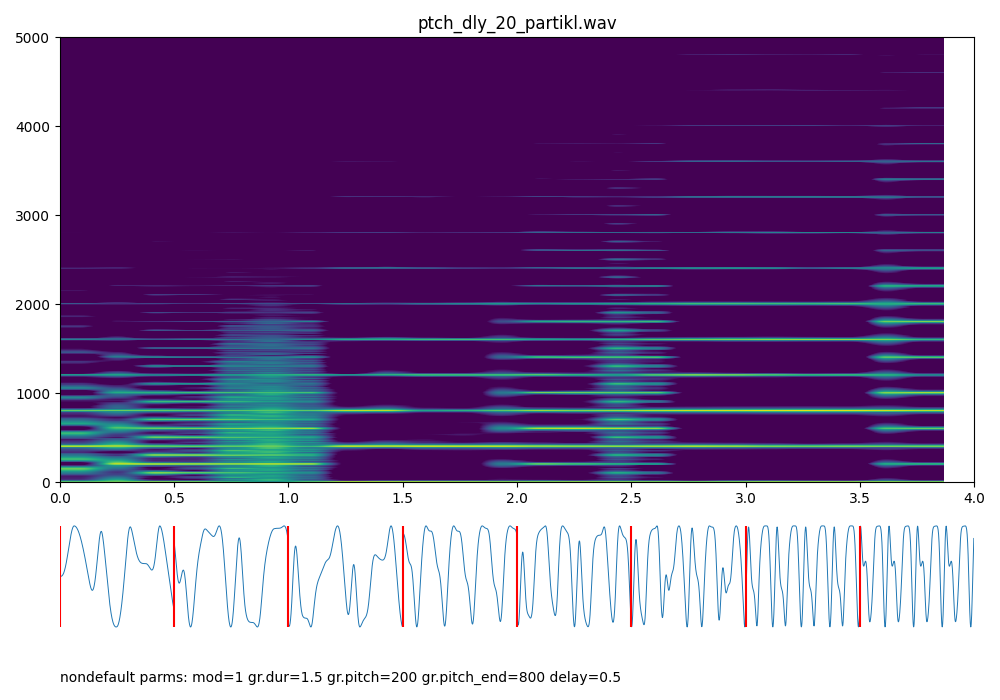 ptch_dly_20_partikl.wav
5000
4000
3000
2000
1000
0
0.0 0.5 1.0 1.5 2.0 2.5 3.0 3.5 4.0
nondefault parms: mod=1 gr.dur=1.5 gr.pitch=200 gr.pitch_end=800 delay=0.5